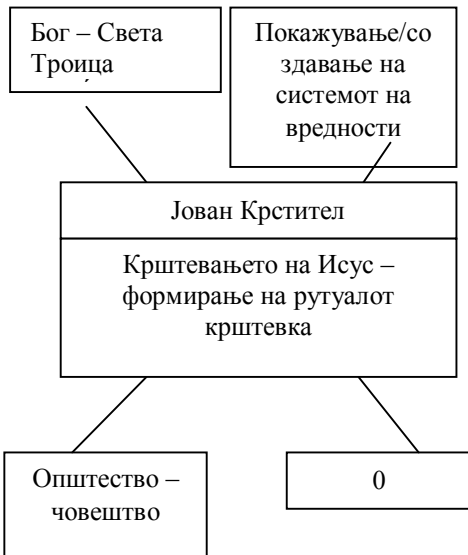 Бог – Света
Троица
Покажување/со
здавање на
системот на
вредности
Јован Крстител
Крштевањето на Исус –
формирање на рутуалот
крштевка
Општество –
човештво
0